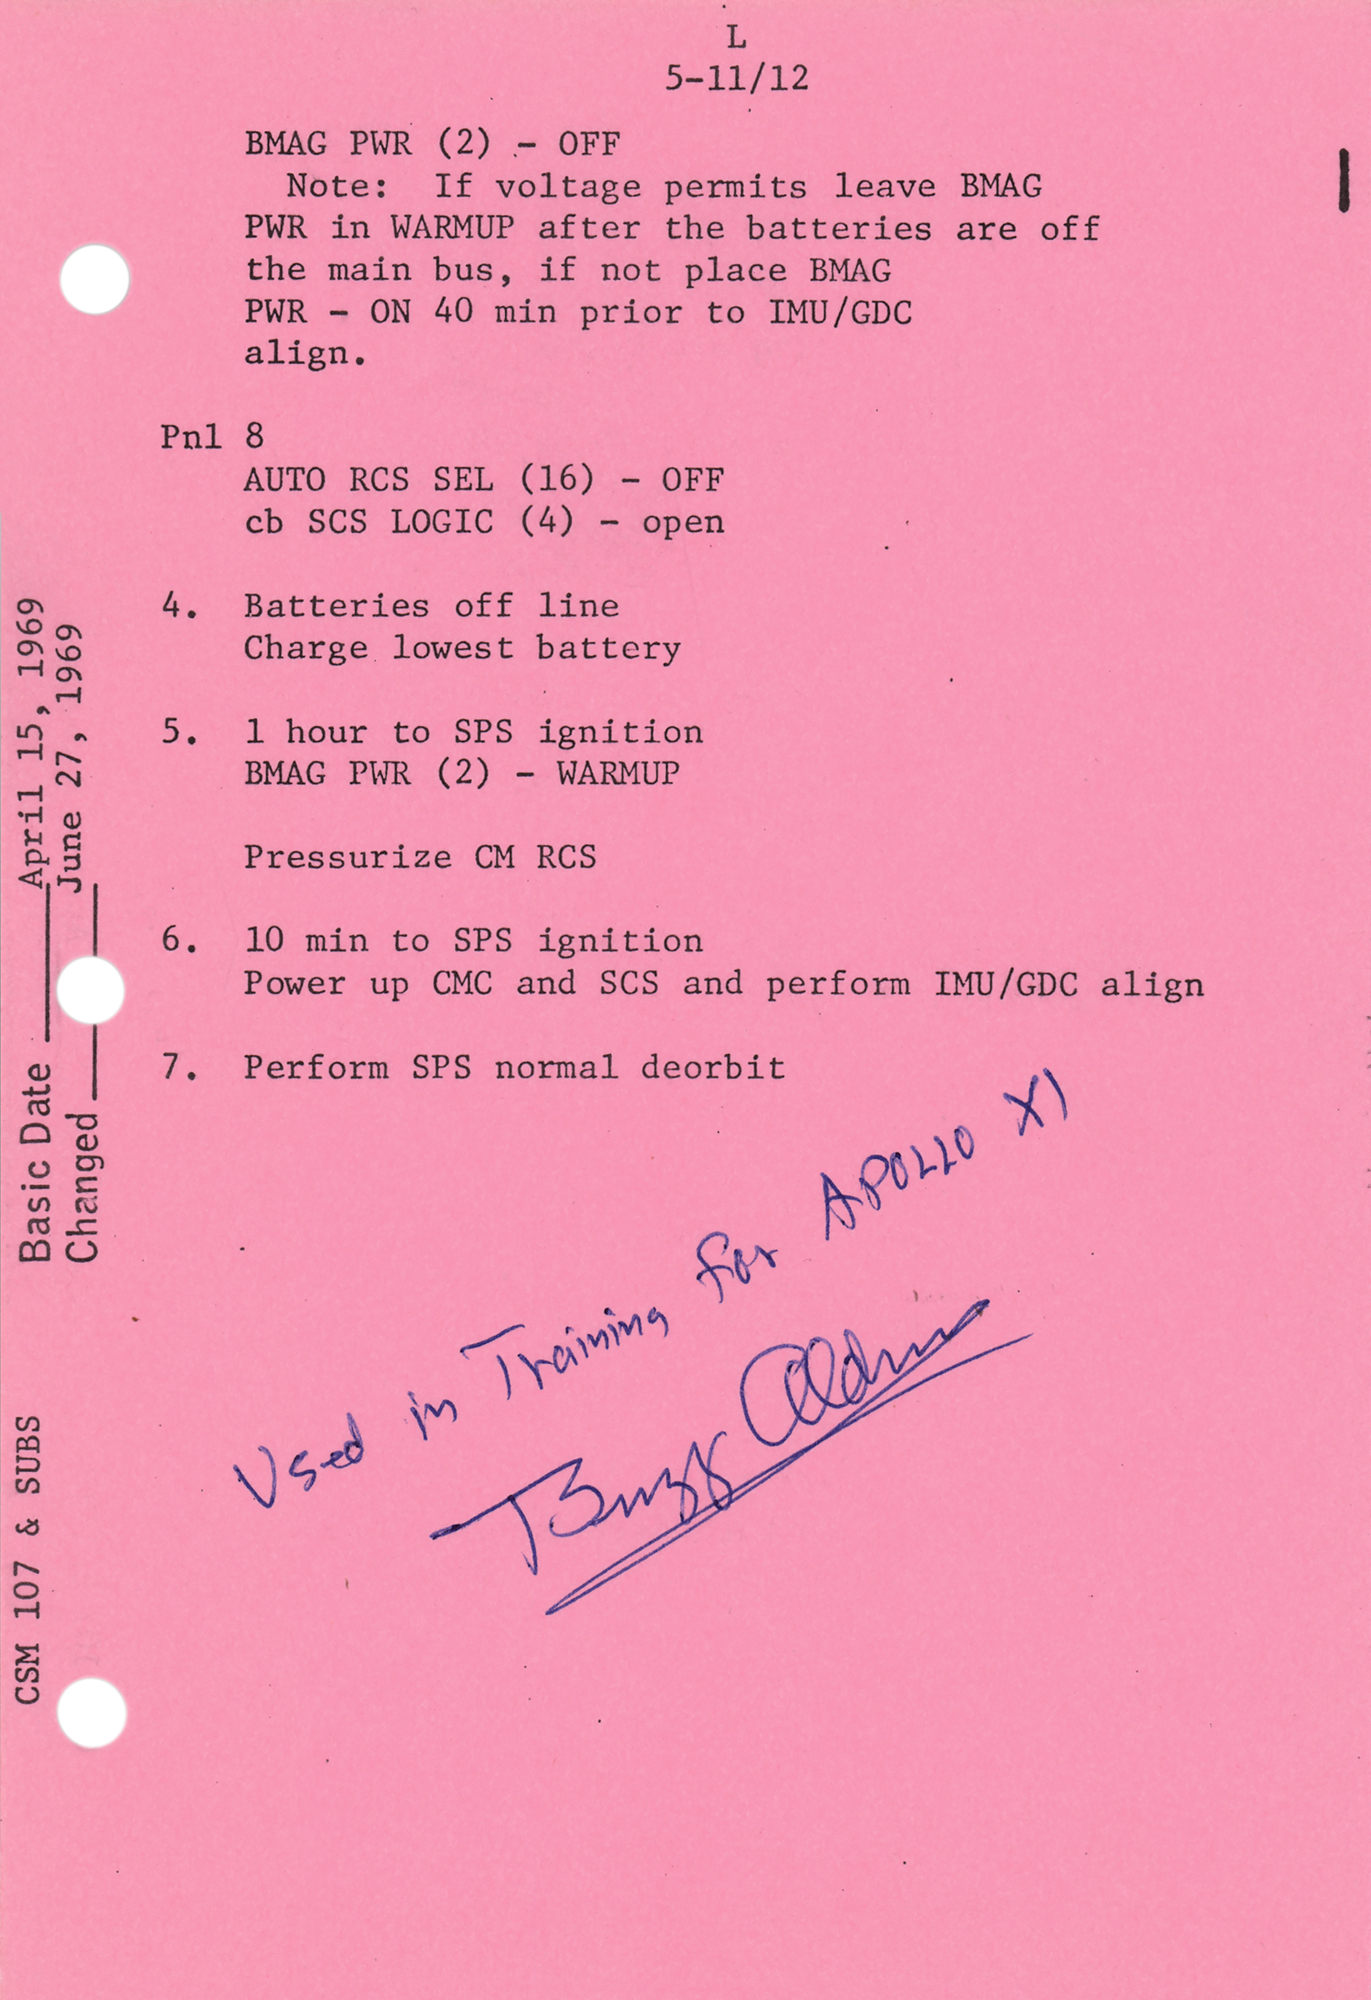 L
5-11/12
BMAG PWR (2) - OFF
Note: If voltage permits leave BMAG
PWR in WARMUP after the batteries are off
the main bus, if not place BMAG
PWR - ON 40 min prior to IMU/GDC
align.
Pnl 8
AUTO RCS SEL (16) - OFF
cb SCS LOGIC (4) - open
4. Batteries off line
Charge lowest battery
5. 1 hour to SPS ignition
BMAG PWR (2) - WARMUP
Pressurize CM RCS
6. 10 min to SPS ignition
Power up CMC and SCS and perform IMU/GDC align
7. Perform SPS normal deorbit
Used in Training for APOLLO XI
Buzz Aldrin
Basic Date April 15, 1969
Changed June 27, 1969
CSM 107 & SUBS